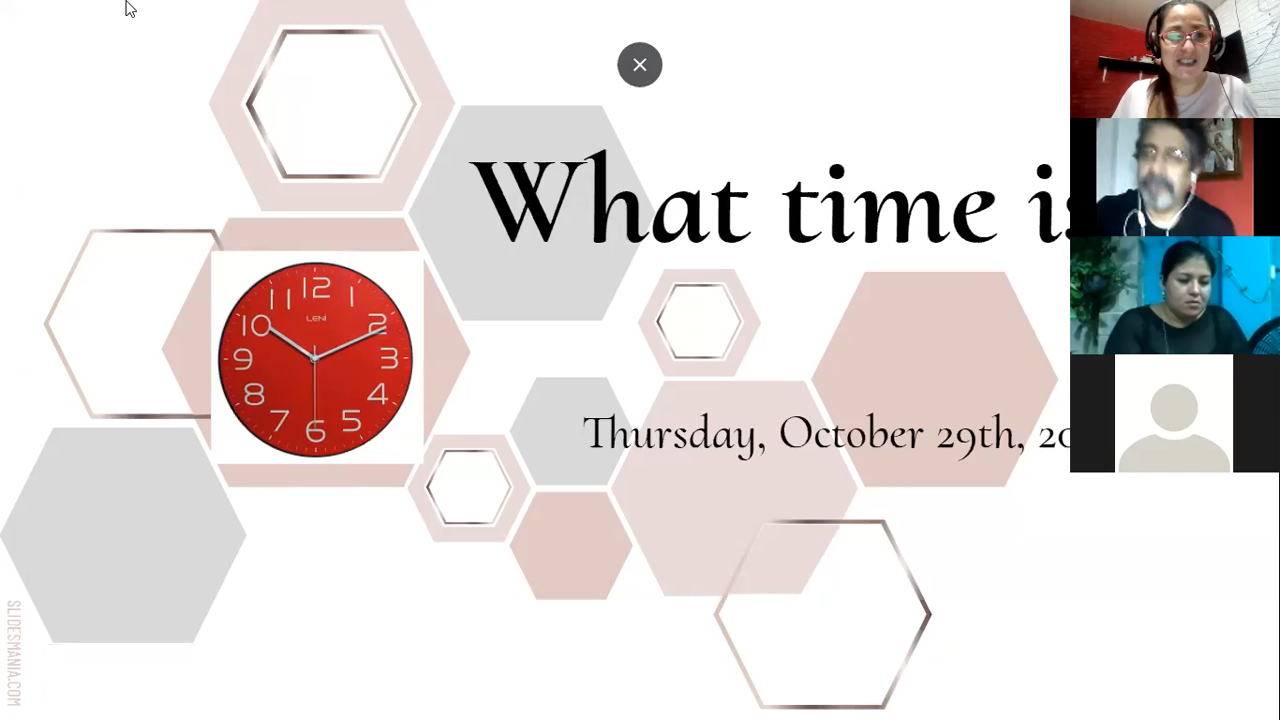 What time is
Thursday, October 29th, 20
12
11 1
LENI
10 2
9 3
8 4
7 5
6
SLIDESMANIA.COM